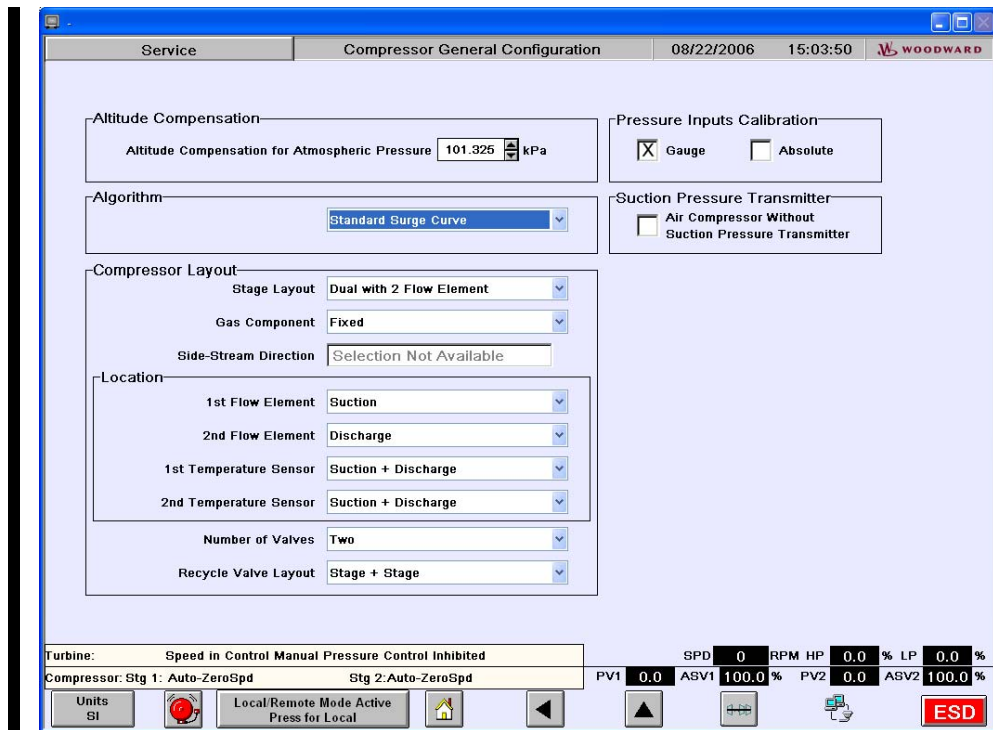 Service Compressor General Configuration 08/22/2006 15:03:50 WOODWARD
Altitude Compensation
Altitude Compensation for Atmospheric Pressure 101.325 kPa
Pressure Inputs Calibration
X Gauge Absolute
Algorithm
Standard Surge Curve
Suction Pressure Transmitter
Air Compressor Without
Suction Pressure Transmitter
Compressor Layout
Stage Layout Dual with 2 Flow Element
Gas Component Fixed
Side-Stream Direction Selection Not Available
Location
1st Flow Element Suction
2nd Flow Element Discharge
1st Temperature Sensor Suction + Discharge
2nd Temperature Sensor Suction + Discharge
Number of Valves Two
Recycle Valve Layout Stage + Stage
Turbine: Speed in Control Manual Pressure Control Inhibited SPD 0 RPM HP 0.0 % LP 0.0 %
Compressor: Stg 1: Auto-ZeroSpd Stg 2:Auto-ZeroSpd PV1 0.0 ASV1 100.0 % PV2 0.0 ASV2 100.0 %
Units
SI
Local/Remote Mode Active
Press for Local
ESD